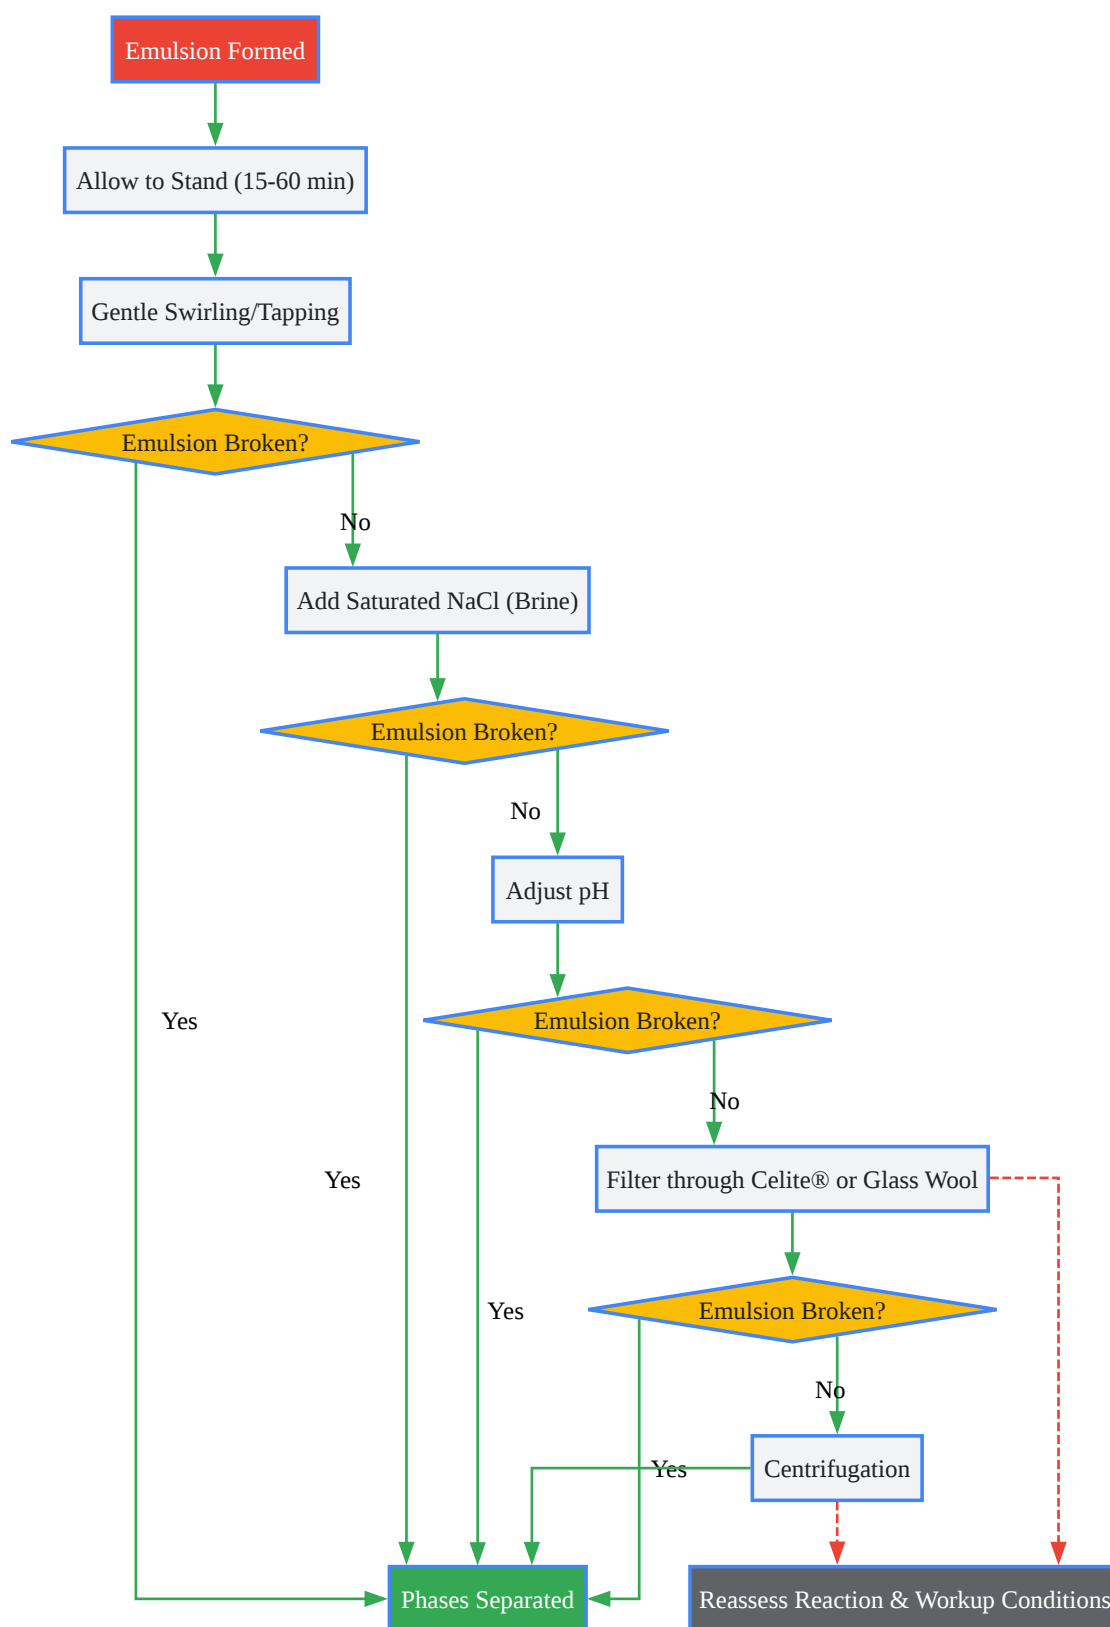 Emulsion Formed
Allow to Stand (15-60 min)
Gentle Swirling/Tapping
Emulsion Broken?
No
Add Saturated NaCl (Brine)
Emulsion Broken?
No
Adjust pH
Yes
Emulsion Broken?
No
Yes
Filter through Celite® or Glass Wool
Yes
Emulsion Broken?
No
Yes
Centrifugation
Phases Separated
Reassess Reaction & Workup Conditions